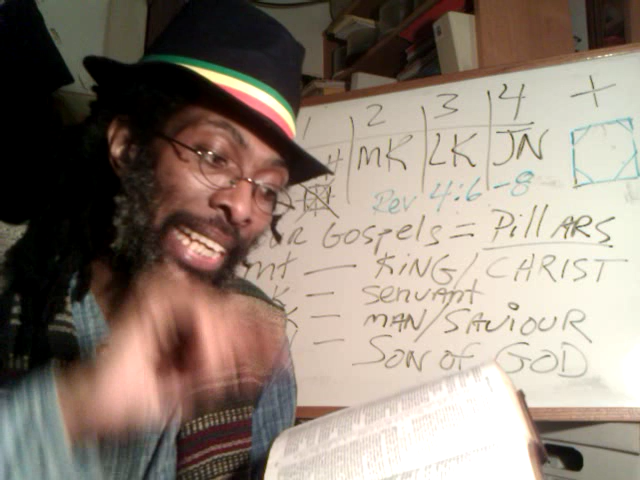 1 2 3 4 +
MK LK JN
Rev 4:6-8
GOSPELS = PillARS
mt — KiNG/CHRIST
K — servant
K — MAN/SAViOUR
— SON OF GOD